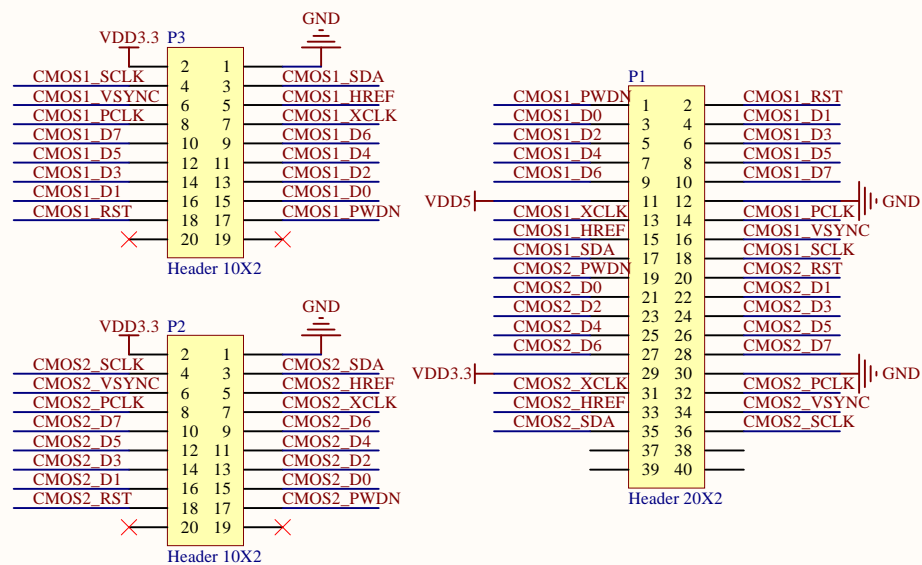 GND
VDD3.3 P3
2 1
CMOS1_SCLK 4 3 CMOS1_SDA
CMOS1_VSYNC 6 5 CMOS1_HREF
CMOS1_PCLK 8 7 CMOS1_XCLK
CMOS1_D7 10 9 CMOS1_D6
CMOS1_D5 12 11 CMOS1_D4
CMOS1_D3 14 13 CMOS1_D2
CMOS1_D1 16 15 CMOS1_D0
CMOS1_RST 18 17 CMOS1_PWDN
20 19
Header 10X2
GND
VDD3.3 P2
2 1
CMOS2_SCLK 4 3 CMOS2_SDA
CMOS2_VSYNC 6 5 CMOS2_HREF
CMOS2_PCLK 8 7 CMOS2_XCLK
CMOS2_D7 10 9 CMOS2_D6
CMOS2_D5 12 11 CMOS2_D4
CMOS2_D3 14 13 CMOS2_D2
CMOS2_D1 16 15 CMOS2_D0
CMOS2_RST 18 17 CMOS2_PWDN
20 19
Header 10X2
P1
CMOS1_PWDN 1 2 CMOS1_RST
CMOS1_D0 3 4 CMOS1_D1
CMOS1_D2 5 6 CMOS1_D3
CMOS1_D4 7 8 CMOS1_D5
CMOS1_D6 9 10 CMOS1_D7
VDD5 11 12 GND
CMOS1_XCLK 13 14 CMOS1_PCLK
CMOS1_HREF 15 16 CMOS1_VSYNC
CMOS1_SDA 17 18 CMOS1_SCLK
CMOS2_PWDN 19 20 CMOS2_RST
CMOS2_D0 21 22 CMOS2_D1
CMOS2_D2 23 24 CMOS2_D3
CMOS2_D4 25 26 CMOS2_D5
CMOS2_D6 27 28 CMOS2_D7
VDD3.3 29 30 GND
CMOS2_XCLK 31 32 CMOS2_PCLK
CMOS2_HREF 33 34 CMOS2_VSYNC
CMOS2_SDA 35 36 CMOS2_SCLK
37 38
39 40
Header 20X2